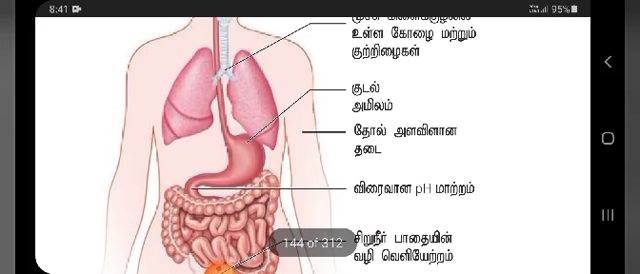 8:41
95%
உள்ள கோழை மற்றும்
குற்றிழைகள்
குடல்
அமிலம்
தோல் அளவிளான
தடை
விரைவான pH மாற்றம்
144 of 312
சிறுநீர் பாதையின்
வழி வெளியேற்றம்